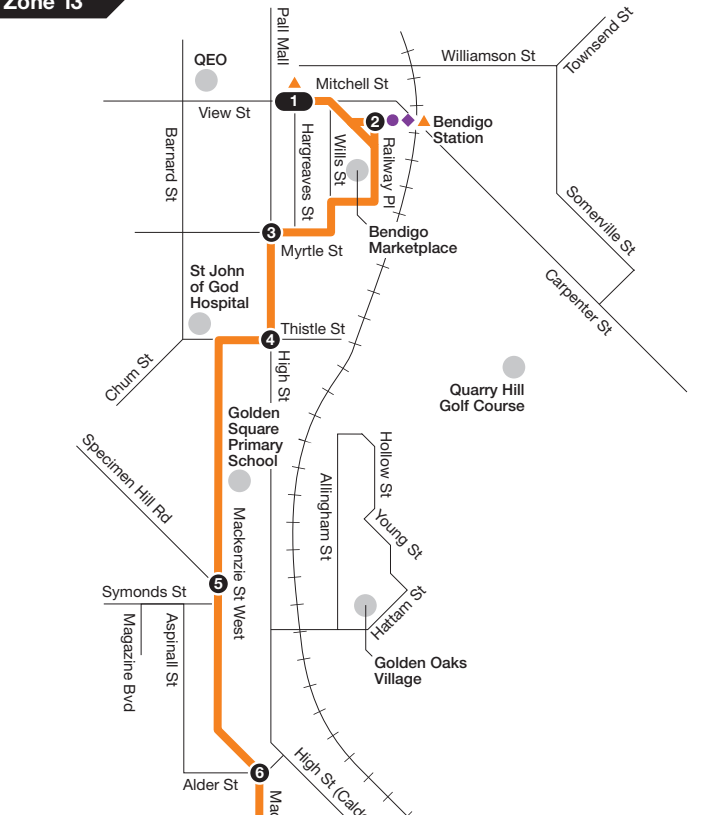 Zone 13
Pall Mall
Townsend St
Williamson St
QEO
Mitchell St
1
View St
2
Bendigo
Station
Barnard St
Hargreaves St
Wills St
Railway Pl
Somerville St
3
Myrtle St
Bendigo
Marketplace
St John
of God
Hospital
Carpenter St
4
Thistle St
Chum St
High St
Quarry Hill
Golf Course
Golden
Square
Primary
School
Specimen Hill Rd
Hollow St
Allingham St
Mackenzie St West
Young St
5
Symonds St
Hattam St
Magazine Bvd
Aspinall St
Golden Oaks
Village
High St (Calde
6
Alder St
Mac